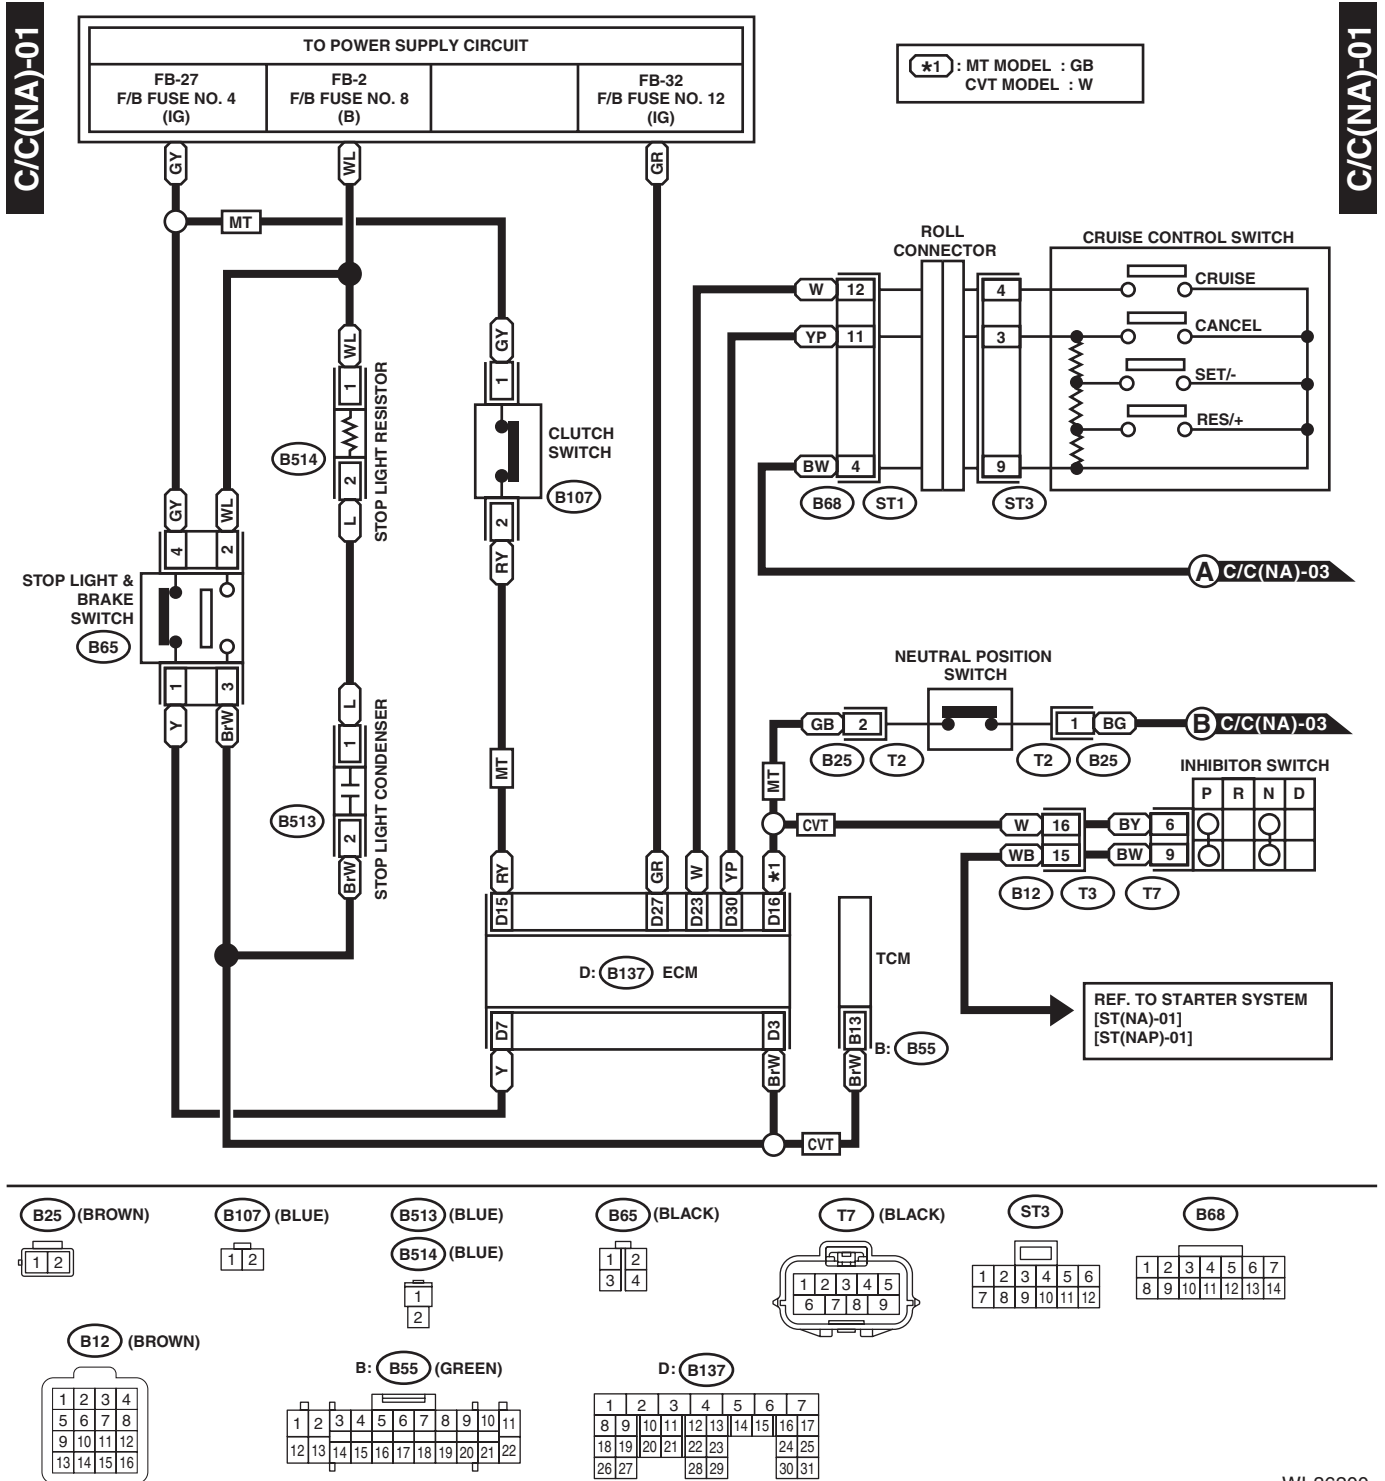 C/C(NA)-01
C/C(NA)-01
TO POWER SUPPLY CIRCUIT
FB-27
F/B FUSE NO. 4
(IG)
FB-2
F/B FUSE NO. 8
(B)
FB-32
F/B FUSE NO. 12
(IG)
*1 : MT MODEL : GB
CVT MODEL : W
GY
WL
GR
MT
ROLL
CONNECTOR
CRUISE CONTROL SWITCH
W 12
4
CRUISE
YP 11
3
CANCEL
SET/-
RES/+
BW 4
9
B68
ST1
ST3
WL
1
B514
2
L
STOP LIGHT RESISTOR
GY
1
CLUTCH
SWITCH
B107
2
RY
GY
WL
4
2
STOP LIGHT &
BRAKE
SWITCH
B65
1
3
Y
BrW
A C/C(NA)-03
NEUTRAL POSITION
SWITCH
GB 2
1 BG
B C/C(NA)-03
B25
T2
T2
B25
L
1
B513
2
BrW
STOP LIGHT CONDENSER
MT
MT
INHIBITOR SWITCH
P R N D
CVT
W 16
BY 6
WB 15
BW 9
B12
T3
T7
RY
GR
W
YP
*1
D15
D27
D23
D30
D16
D: B137 ECM
TCM
D7
D3
B13
B: B55
Y
BrW
BrW
CVT
REF. TO STARTER SYSTEM
[ST(NA)-01]
[ST(NAP)-01]
B25 (BROWN)
1 2
B107 (BLUE)
1 2
B513 (BLUE)
B514 (BLUE)
1
2
B65 (BLACK)
1 2
3 4
T7 (BLACK)
1 2 3 4 5
6 7 8 9
ST3
1 2 3 4 5 6
7 8 9 10 11 12
B68
1 2 3 4 5 6 7
8 9 10 11 12 13 14
B12 (BROWN)
1 2 3 4
5 6 7 8
9 10 11 12
13 14 15 16
B: B55 (GREEN)
1 2 3 4 5 6 7 8 9 10 11
12 13 14 15 16 17 18 19 20 21 22
D: B137
1 2 3 4 5 6 7
8 9 10 11 12 13 14 15 16 17
18 19 20 21 22 23 24 25
26 27 28 29 30 31